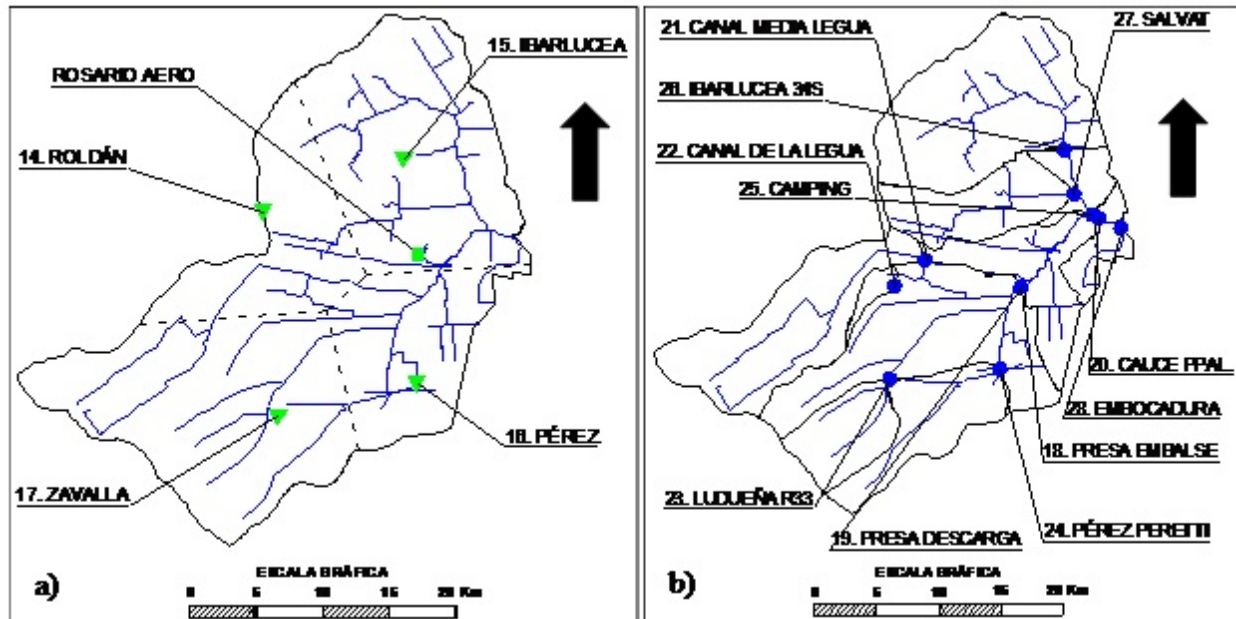 15. IBARLUCEA
ROSARIO AERO
14. ROLDÁN
16. PÉREZ
17. ZAVALLA
a)
ESCALA GRÁFICA
0 5 10 15 20 Km
27. SALVAT
21. CANAL MEDIA LEGUA
26. IBARLUCEA 34S
22. CANAL DE LA LEGUA
25. CAMPING
20. CAUCE PPAL.
28. EMBOCADURA
18. PRESA EMBALSE
23. LUDUEÑA R33
24. PÉREZ PEREITTI
19. PRESA DESCARGA
b)
ESCALA GRÁFICA
0 5 10 15 20 Km